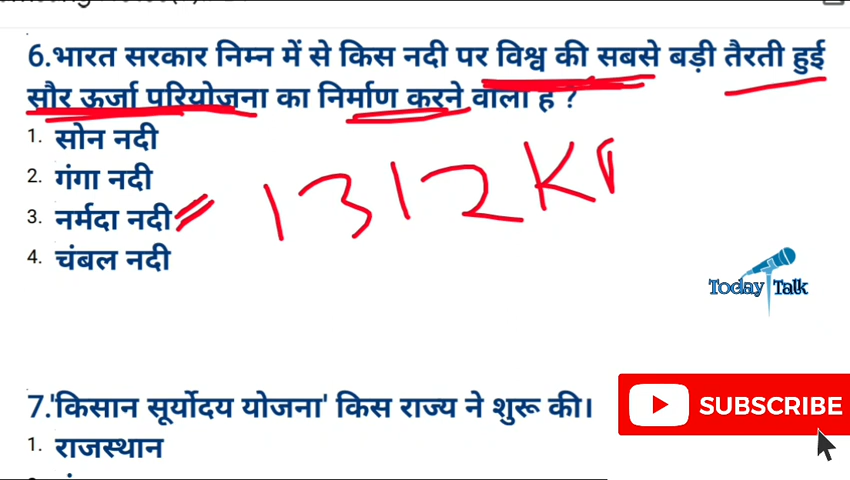 6.भारत सरकार निम्न में से किस नदी पर विश्व की सबसे बड़ी तैरती हुई
सौर ऊर्जा परियोजना का निर्माण करने वाला है ?
1. सोन नदी
2. गंगा नदी
3. नर्मदा नदी
1312 K
4. चंबल नदी
Today Talk
7.'किसान सूर्योदय योजना' किस राज्य ने शुरू की।
SUBSCRIBE
1. राजस्थान